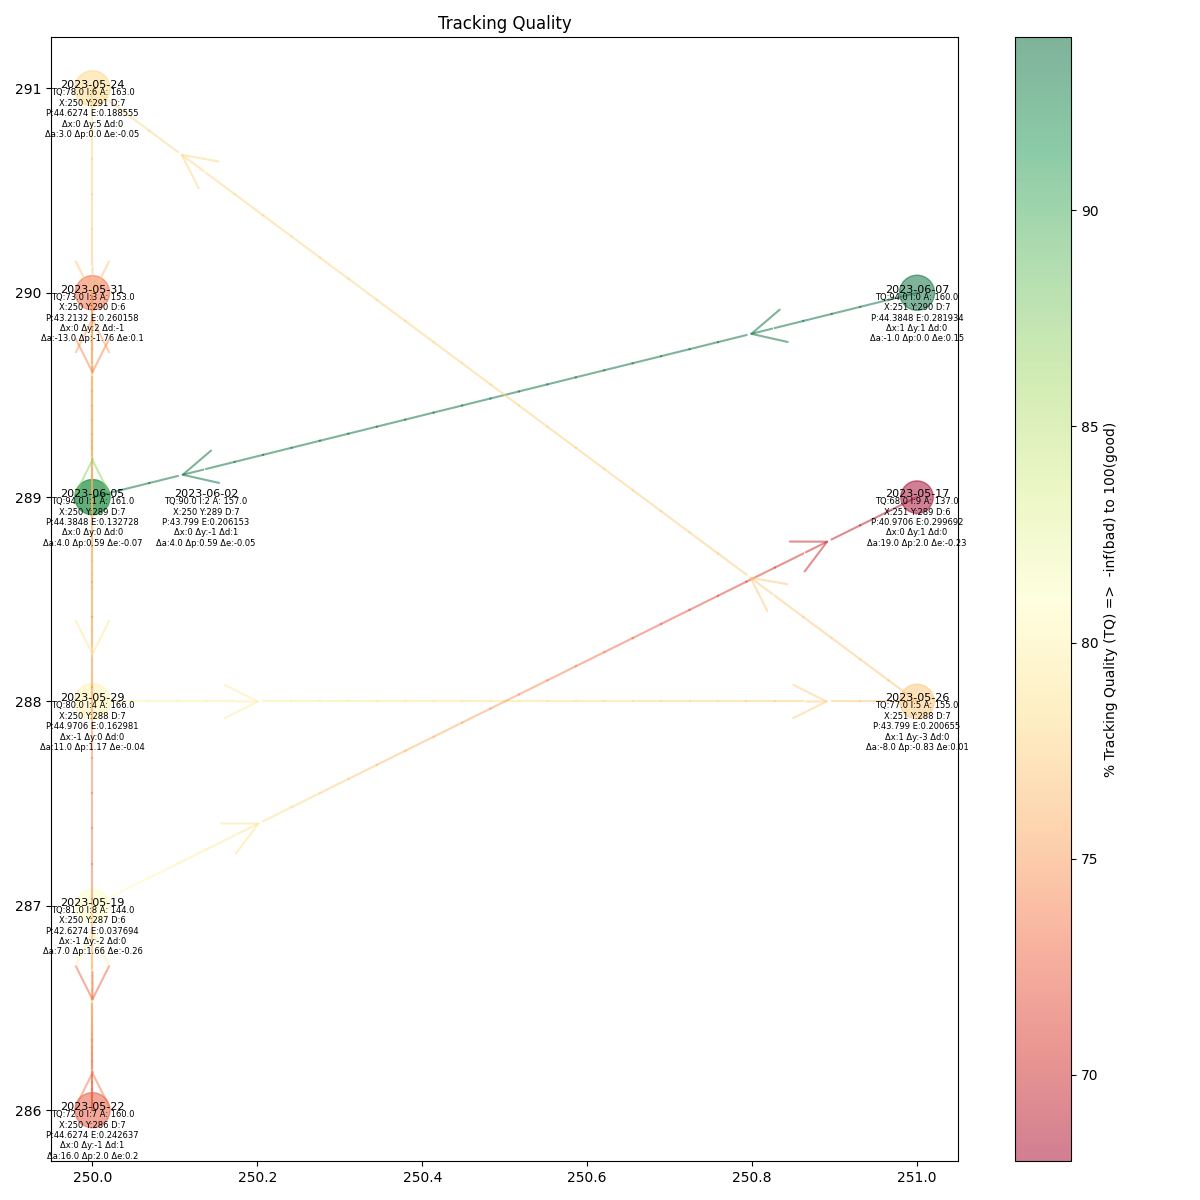 Tracking Quality
291
290
289
288
287
286
250.0
250.2
250.4
250.6
250.8
251.0
2023-05-24
TQ:78.0 I:6 A: 163.0
X:250 Y:291 D:7
P:44.6274 E:0.188555
Δx:0 Δy:5 Δd:0
Δa:3.0 Δp:0.0 Δe:-0.05
2023-05-31
TQ:73.0 I:3 A: 153.0
X:250 Y:290 D:6
P:43.2132 E:0.260158
Δx:0 Δy:2 Δd:-1
Δa:-13.0 Δp:-1.76 Δe:0.1
2023-06-07
TQ:94.0 I:0 A: 160.0
X:251 Y:290 D:7
P:44.3848 E:0.281934
Δx:1 Δy:1 Δd:0
Δa:-1.0 Δp:0.0 Δe:0.15
2023-06-05
TQ:94.0 I:1 A: 161.0
X:250 Y:289 D:7
P:44.3848 E:0.132728
Δx:0 Δy:0 Δd:0
Δa:4.0 Δp:0.59 Δe:-0.07
2023-06-02
TQ:90.0 I:2 A: 157.0
X:250 Y:289 D:7
P:43.799 E:0.206153
Δx:0 Δy:-1 Δd:1
Δa:4.0 Δp:0.59 Δe:-0.05
2023-05-17
TQ:68.0 I:9 A: 137.0
X:251 Y:289 D:6
P:40.9706 E:0.299692
Δx:0 Δy:1 Δd:0
Δa:19.0 Δp:2.0 Δe:-0.23
2023-05-29
TQ:80.0 I:4 A: 166.0
X:250 Y:288 D:7
P:44.9706 E:0.162981
Δx:-1 Δy:0 Δd:0
Δa:11.0 Δp:1.17 Δe:-0.04
2023-05-26
TQ:77.0 I:5 A: 155.0
X:251 Y:288 D:7
P:43.799 E:0.200655
Δx:1 Δy:-3 Δd:0
Δa:-8.0 Δp:-0.83 Δe:0.01
2023-05-19
TQ:81.0 I:8 A: 144.0
X:250 Y:287 D:6
P:42.6274 E:0.037694
Δx:-1 Δy:-2 Δd:0
Δa:7.0 Δp:1.66 Δe:-0.26
2023-05-22
TQ:72.0 I:7 A: 160.0
X:250 Y:286 D:7
P:44.6274 E:0.242637
Δx:0 Δy:-1 Δd:1
Δa:16.0 Δp:2.0 Δe:0.2
90
85
80
75
70
% Tracking Quality (TQ) =>  -inf(bad) to 100(good)